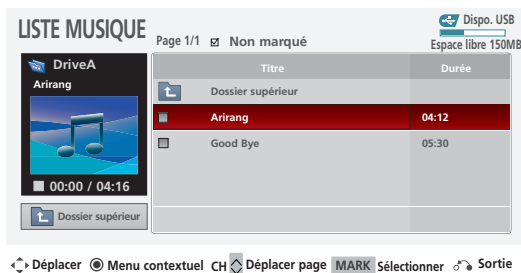 LISTE MUSIQUE
Page 1/1
Non marqué
Dispo. USB
Espace libre 150MB
DriveA
Arirang
00:00 / 04:16
Dossier supérieur
Titre
Durée
Dossier supérieur
Arirang
04:12
Good Bye
05:30
Déplacer
Menu contextuel
CH
Déplacer page
MARK
Sélectionner
Sortie